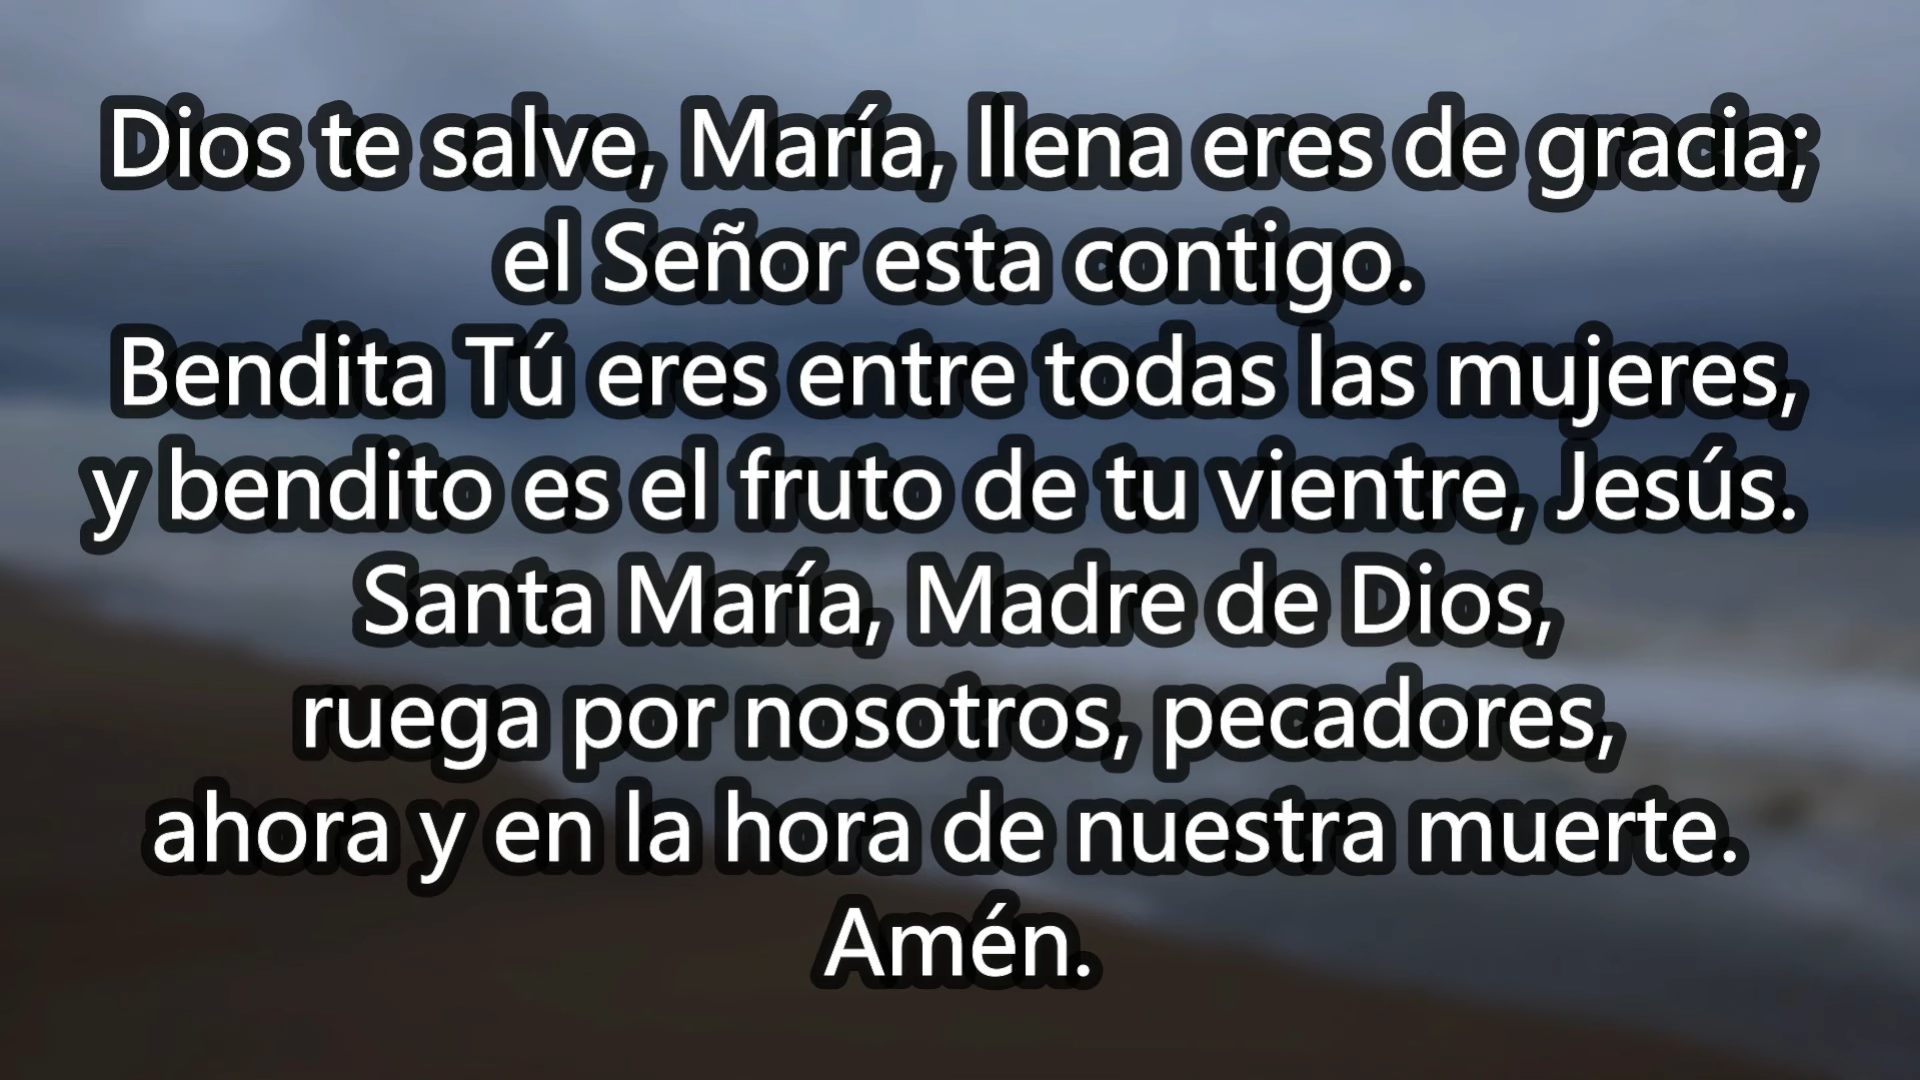 Dios te salve, María, llena eres de gracia;
el Señor esta contigo.
Bendita Tú eres entre todas las mujeres,
y bendito es el fruto de tu vientre, Jesús.
Santa María, Madre de Dios,
ruega por nosotros, pecadores,
ahora y en la hora de nuestra muerte.
Amén.